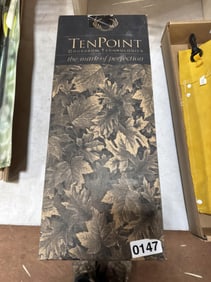 TENPOINT
CROSSBOW TECHNOLOGIES
the mark of perfection
0147